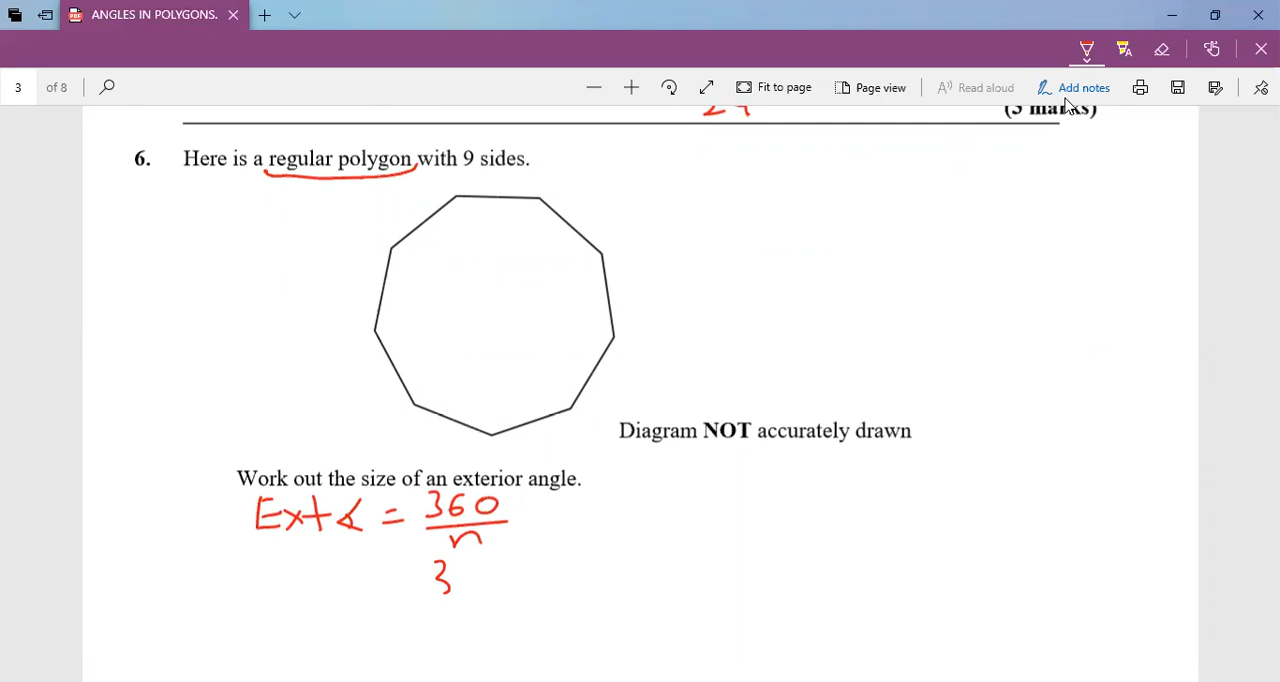 ANGLES IN POLYGONS.
3 of 8 Fit to page Page view Read aloud Add notes
(3 marks)
6. Here is a regular polygon with 9 sides.
Diagram NOT accurately drawn
Work out the size of an exterior angle.
Ext ∡ = 360
n
3